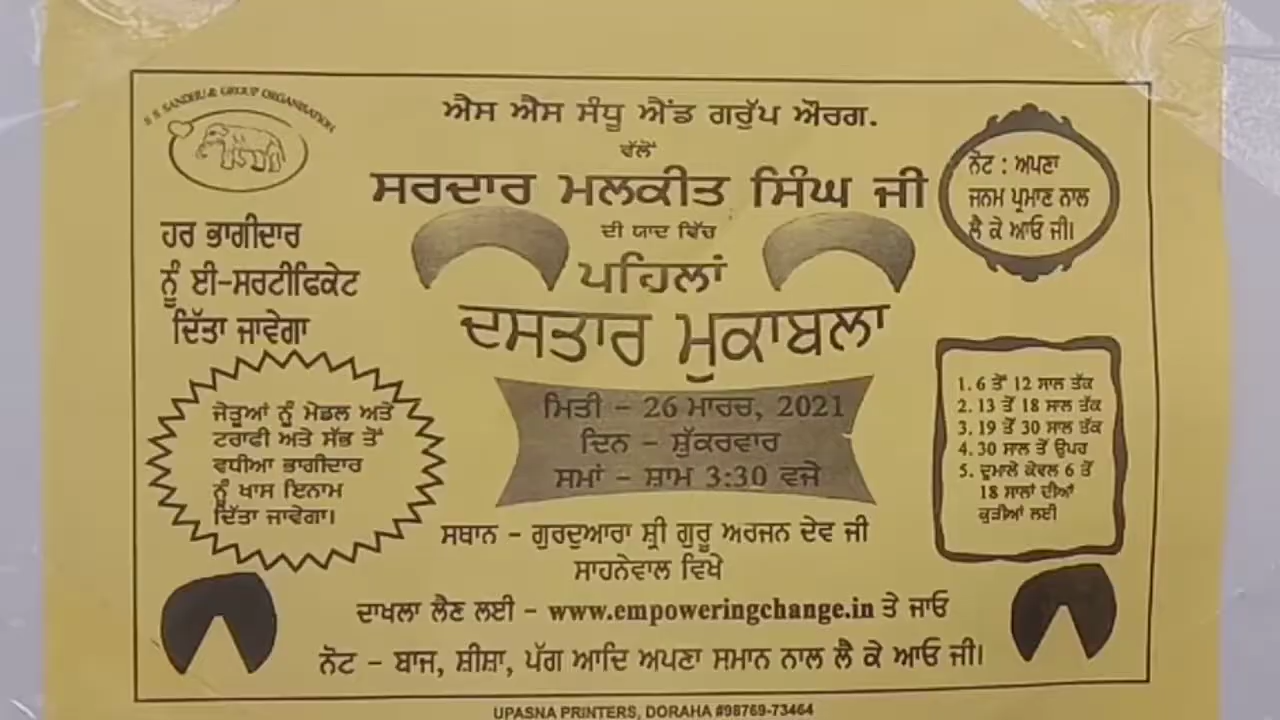 S S SANDHU & GROUP ORGANISATION
ਐਸ ਐਸ ਸੰਧੂ ਐਂਡ ਗਰੁੱਪ ਔਰਗ.
ਵੱਲੋਂ
ਸਰਦਾਰ ਮਲਕੀਤ ਸਿੰਘ ਜੀ
ਦੀ ਯਾਦ ਵਿੱਚ
ਪਹਿਲਾਂ
ਦਸਤਾਰ ਮੁਕਾਬਲਾ
ਨੋਟ : ਅਪਣਾ
ਜਨਮ ਪ੍ਰਮਾਣ ਨਾਲ
ਲੈ ਕੇ ਆਓ ਜੀ।
ਹਰ ਭਾਗੀਦਾਰ
ਨੂੰ ਈ-ਸਰਟੀਫਿਕੇਟ
ਦਿੱਤਾ ਜਾਵੇਗਾ
ਜੇਤੂਆਂ ਨੂੰ ਮੇਡਲ ਅਤੇ
ਟਰਾਫੀ ਅਤੇ ਸੱਭ ਤੋਂ
ਵਧੀਆ ਭਾਗੀਦਾਰ
ਨੂੰ ਖਾਸ ਇਨਾਮ
ਦਿੱਤਾ ਜਾਵੇਗਾ।
ਮਿਤੀ - 26 ਮਾਰਚ, 2021
ਦਿਨ - ਸ਼ੁੱਕਰਵਾਰ
ਸਮਾਂ - ਸ਼ਾਮ 3:30 ਵਜੇ
1. 6 ਤੋਂ 12 ਸਾਲ ਤੱਕ
2. 13 ਤੋਂ 18 ਸਾਲ ਤੱਕ
3. 19 ਤੋਂ 30 ਸਾਲ ਤੱਕ
4. 30 ਸਾਲ ਤੋਂ ਉਪਰ
5. ਦੁਮਾਲੇ ਕੇਵਲ 6 ਤੋਂ
18 ਸਾਲਾਂ ਦੀਆਂ
ਕੁੜੀਆਂ ਲਈ
ਸਥਾਨ - ਗੁਰਦੁਆਰਾ ਸ਼੍ਰੀ ਗੁਰੂ ਅਰਜਨ ਦੇਵ ਜੀ
ਸਾਹਨੇਵਾਲ ਵਿਖੇ
ਦਾਖਲਾ ਲੈਣ ਲਈ - www.empoweringchange.in ਤੇ ਜਾਓ
ਨੋਟ - ਬਾਜ, ਸ਼ੀਸ਼ਾ, ਪੱਗ ਆਦਿ ਅਪਣਾ ਸਮਾਨ ਨਾਲ ਲੈ ਕੇ ਆਓ ਜੀ।
UPASNA PRINTERS, DORAHA #98769-73464